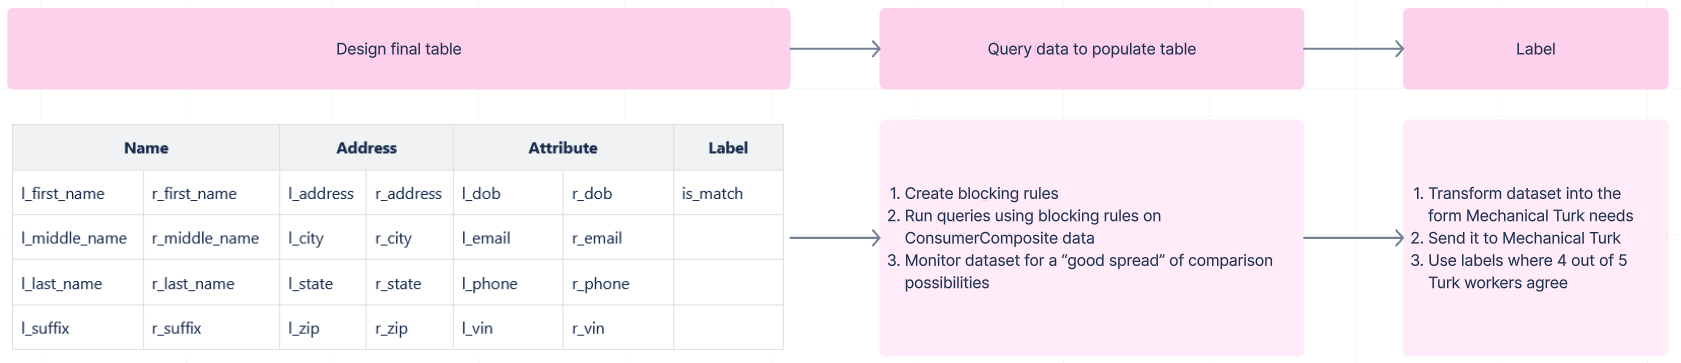 Design final table
Query data to populate table
Label
Name Address Attribute Label
l_first_name r_first_name l_address r_address l_dob r_dob is_match
l_middle_name r_middle_name l_city r_city l_email r_email
l_last_name r_last_name l_state r_state l_phone r_phone
l_suffix r_suffix l_zip r_zip l_vin r_vin
1. Create blocking rules
2. Run queries using blocking rules on
ConsumerComposite data
3. Monitor dataset for a “good spread” of comparison
possibilities
1. Transform dataset into the
form Mechanical Turk needs
2. Send it to Mechanical Turk
3. Use labels where 4 out of 5
Turk workers agree